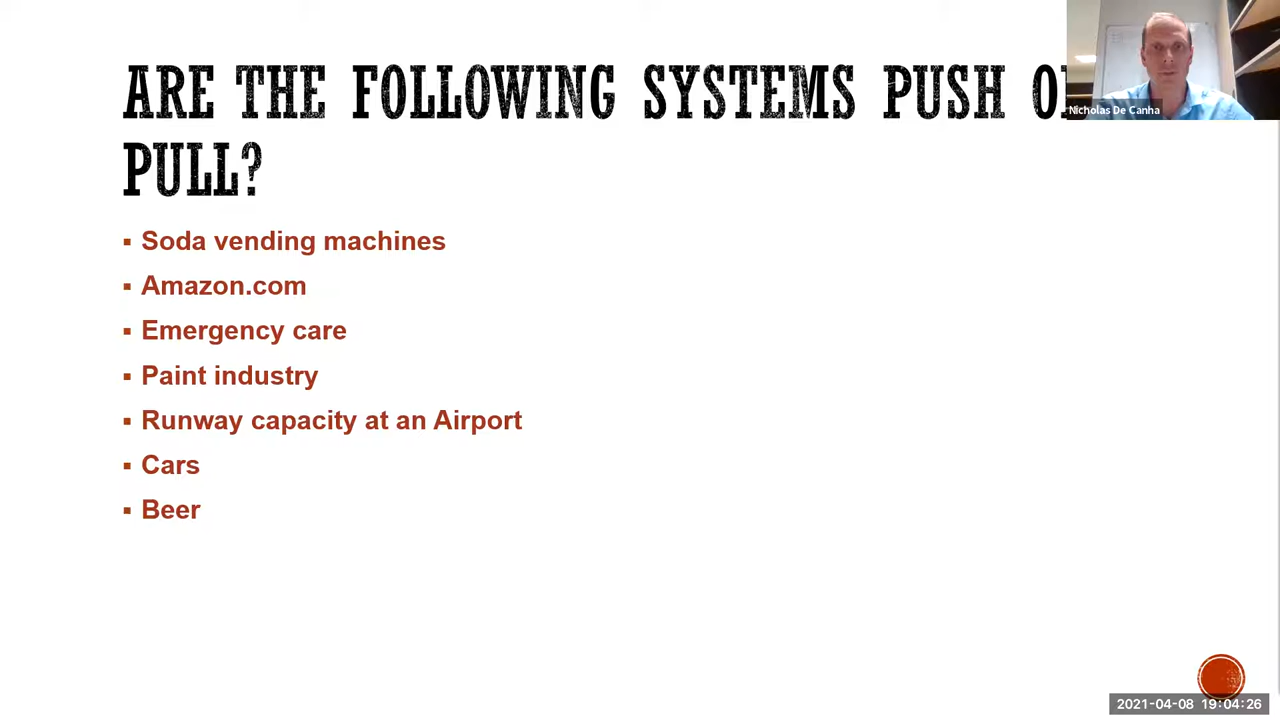 ARE THE FOLLOWING SYSTEMS PUSH
PULL?
▪ Soda vending machines
▪ Amazon.com
▪ Emergency care
▪ Paint industry
▪ Runway capacity at an Airport
▪ Cars
▪ Beer
Nicholas De Canha
2021-04-08 19:04:26